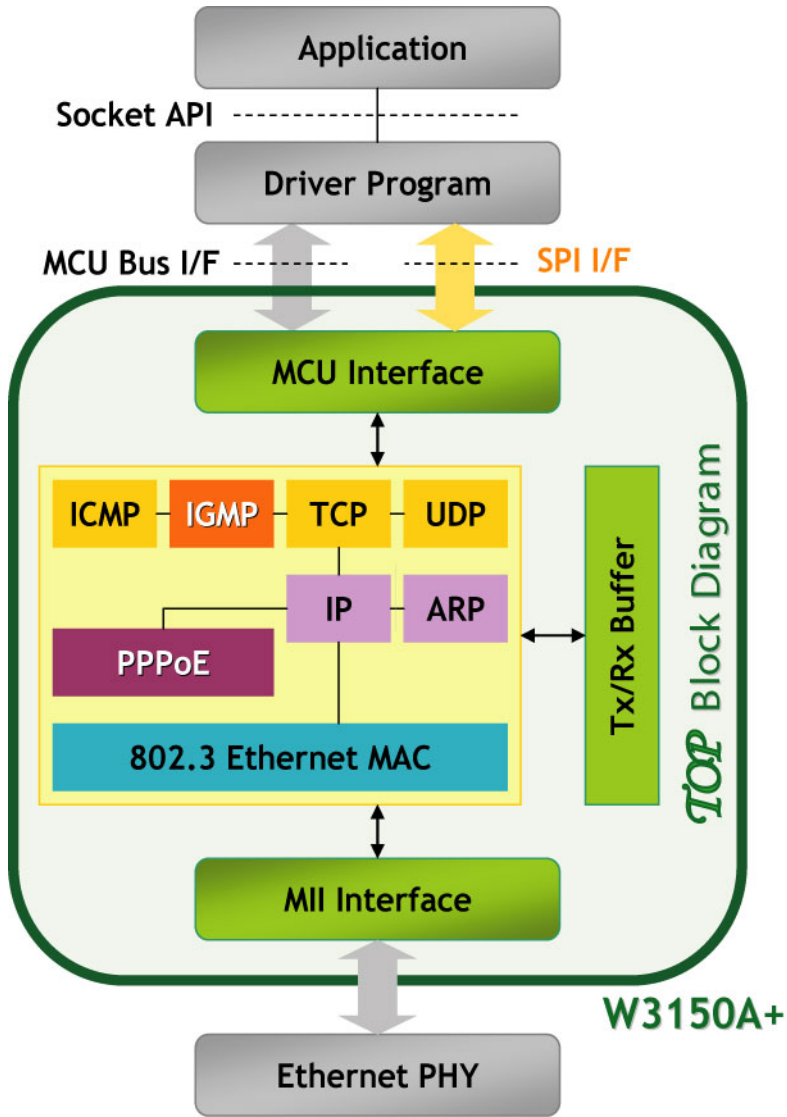 Application
Socket API
Driver Program
MCU Bus I/F
SPI I/F
MCU Interface
ICMP
IGMP
TCP
UDP
IP
ARP
PPPoE
802.3 Ethernet MAC
Tx/Rx Buffer
TOP Block Diagram
MII Interface
W3150A+
Ethernet PHY